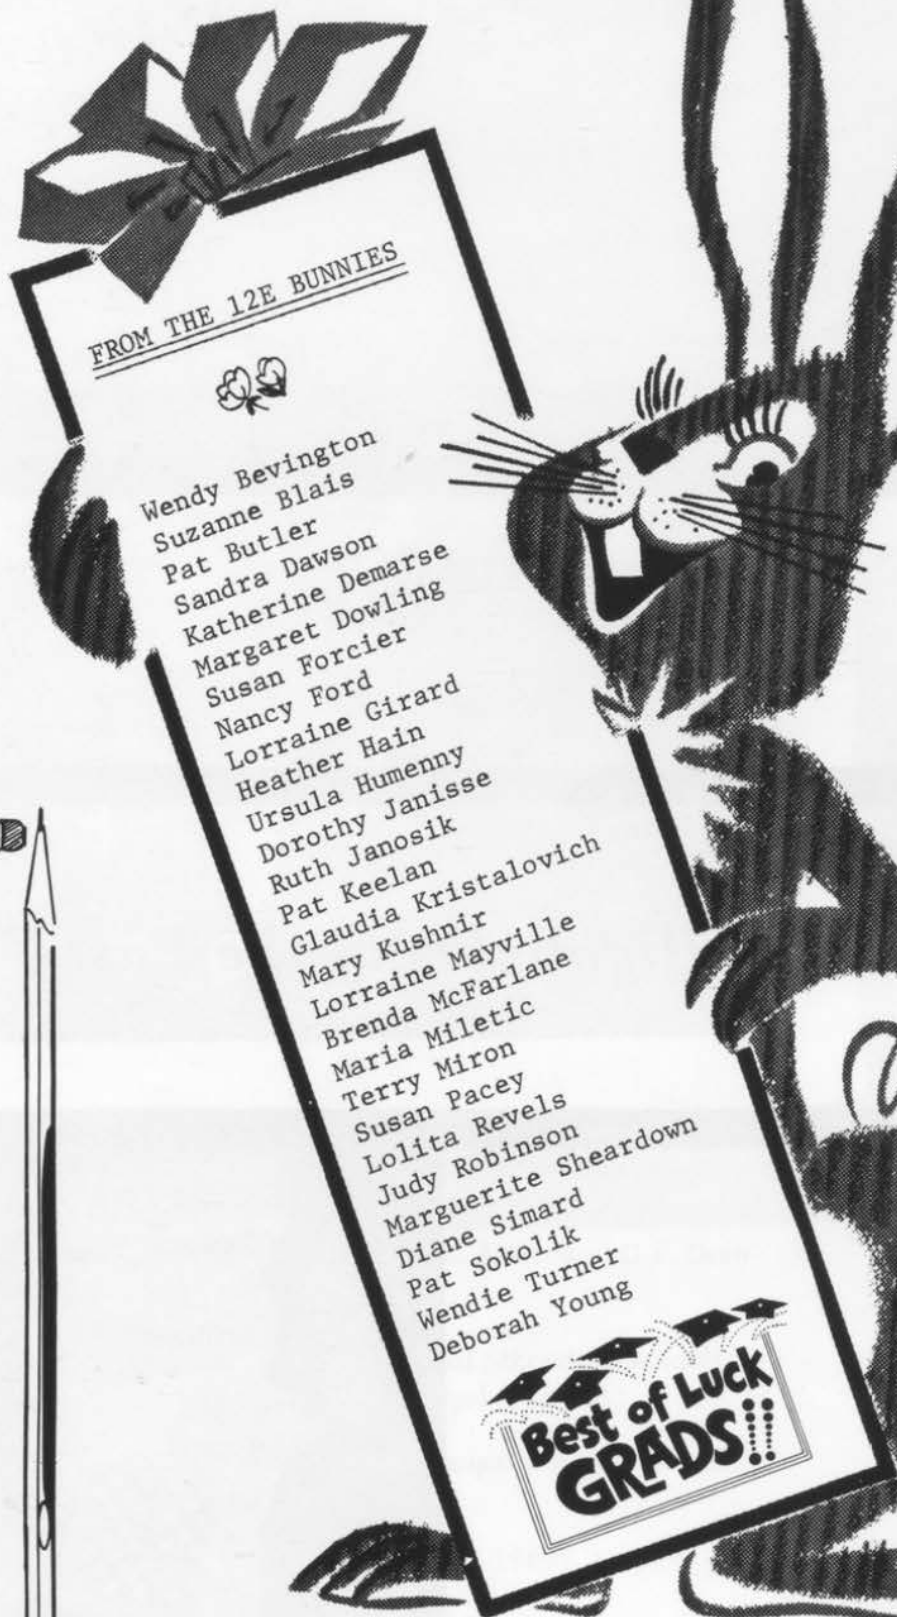 FROM THE 12E BUNNIES
Wendy Bevington
Suzanne Blais
Pat Butler
Sandra Dawson
Katherine Demarse
Margaret Dowling
Susan Forcier
Nancy Ford
Lorraine Girard
Heather Hain
Ursula Humenny
Dorothy Janisse
Ruth Janosik
Pat Keelan
Glaudia Kristalovich
Mary Kushnir
Lorraine Mayville
Brenda McFarlane
Maria Miletic
Terry Miron
Susan Pacey
Lolita Revels
Judy Robinson
Marguerite Sheardown
Diane Simard
Pat Sokolik
Wendie Turner
Deborah Young
Best of Luck
GRADS!!